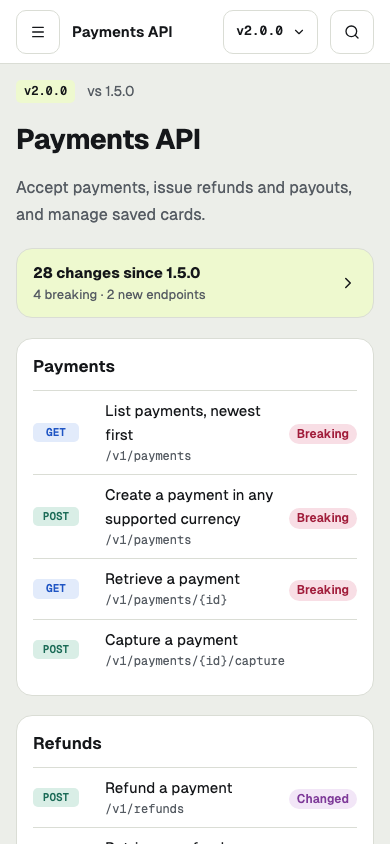 Payments API
v2.0.0
v2.0.0 vs 1.5.0
Payments API
Accept payments, issue refunds and payouts,
and manage saved cards.
28 changes since 1.5.0
4 breaking · 2 new endpoints
Payments
GET
List payments, newest
first
/v1/payments
Breaking
POST
Create a payment in any
supported currency
/v1/payments
Breaking
GET
Retrieve a payment
/v1/payments/{id}
Breaking
POST
Capture a payment
/v1/payments/{id}/capture
Refunds
POST
Refund a payment
/v1/refunds
Changed